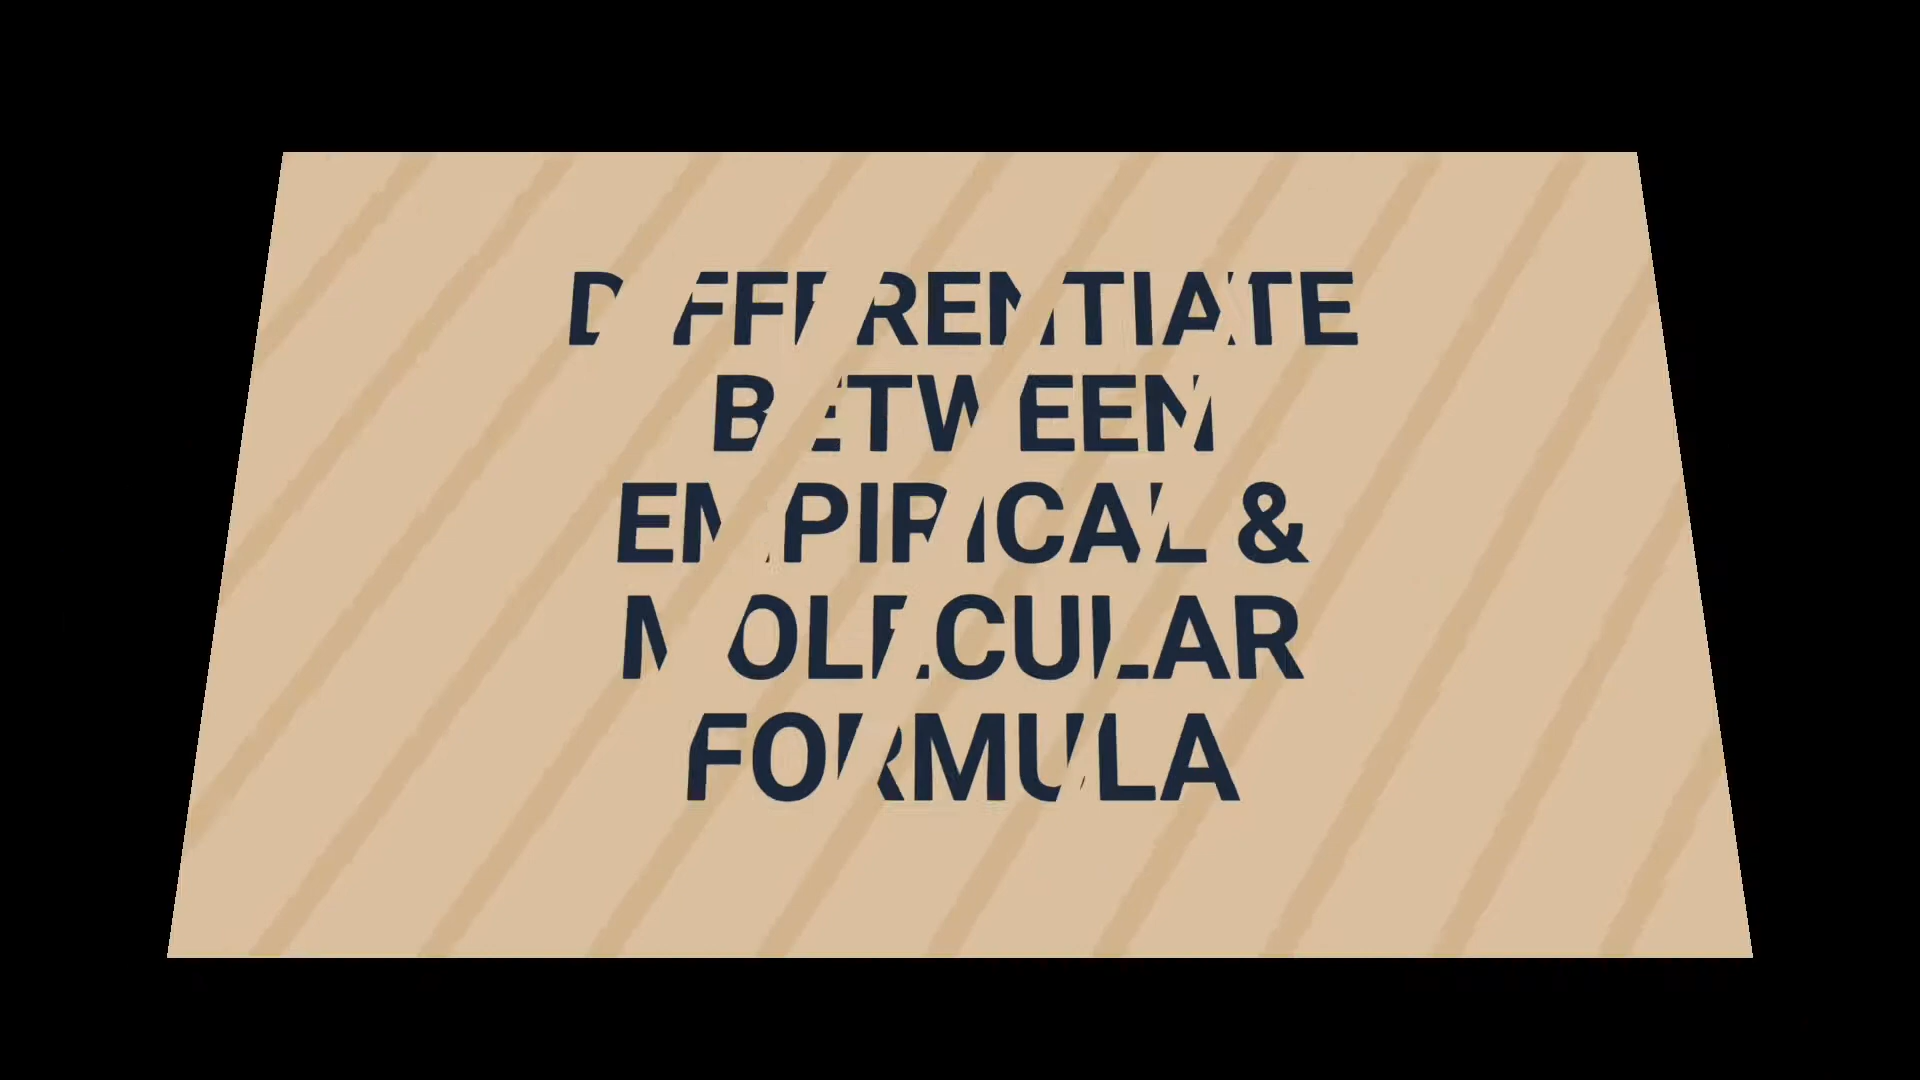 DIFFERENTIATE
BETWEEN
EMPIRICAL &
MOLECULAR
FORMULA